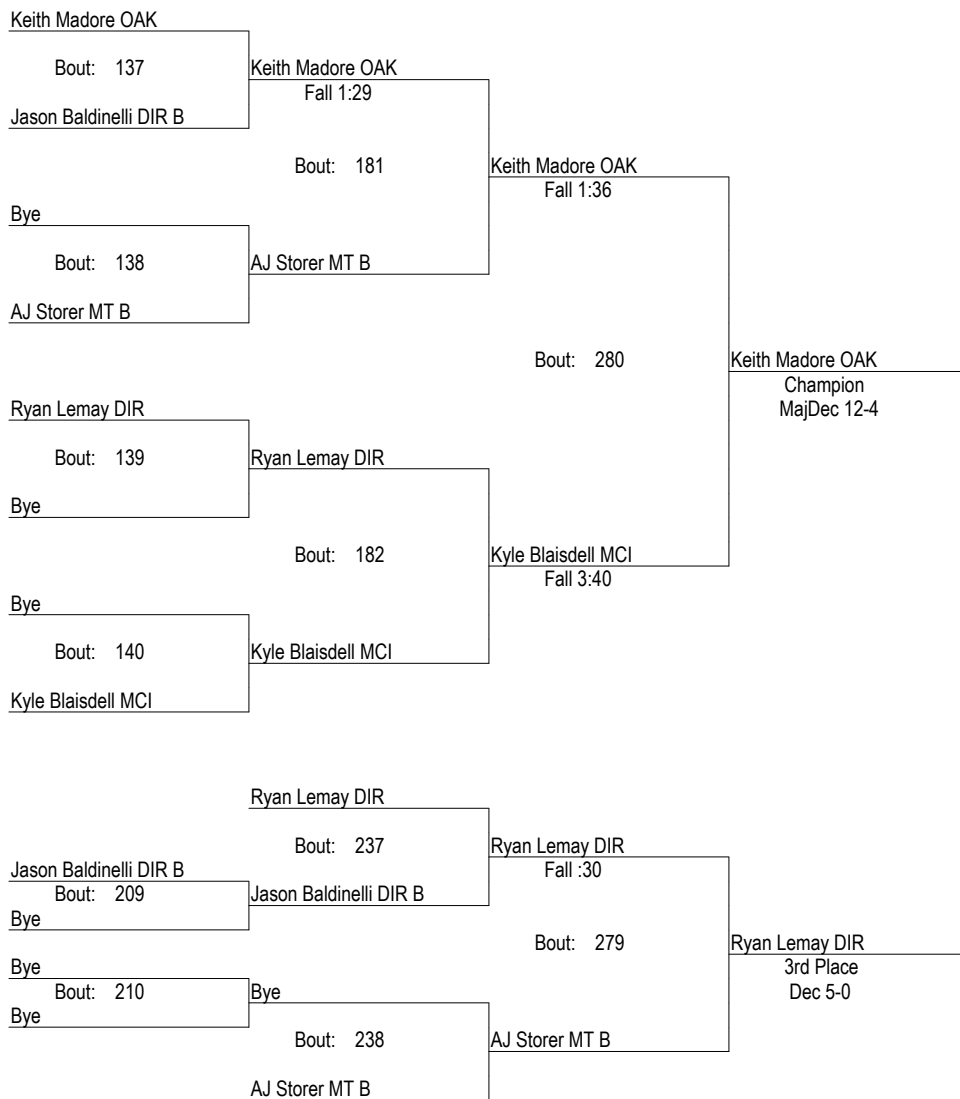 Keith Madore OAK
Bout: 137
Keith Madore OAK
Fall 1:29
Jason Baldinelli DIR B
Bout: 181
Keith Madore OAK
Fall 1:36
Bye
Bout: 138
AJ Storer MT B
AJ Storer MT B
Bout: 280
Keith Madore OAK
Champion
MajDec 12-4
Ryan Lemay DIR
Bout: 139
Ryan Lemay DIR
Bye
Bout: 182
Kyle Blaisdell MCI
Fall 3:40
Bye
Bout: 140
Kyle Blaisdell MCI
Kyle Blaisdell MCI
Ryan Lemay DIR
Bout: 237
Ryan Lemay DIR
Fall :30
Jason Baldinelli DIR B
Bout: 209
Jason Baldinelli DIR B
Bye
Bout: 279
Ryan Lemay DIR
3rd Place
Dec 5-0
Bye
Bout: 210
Bye
Bye
Bout: 238
AJ Storer MT B
AJ Storer MT B